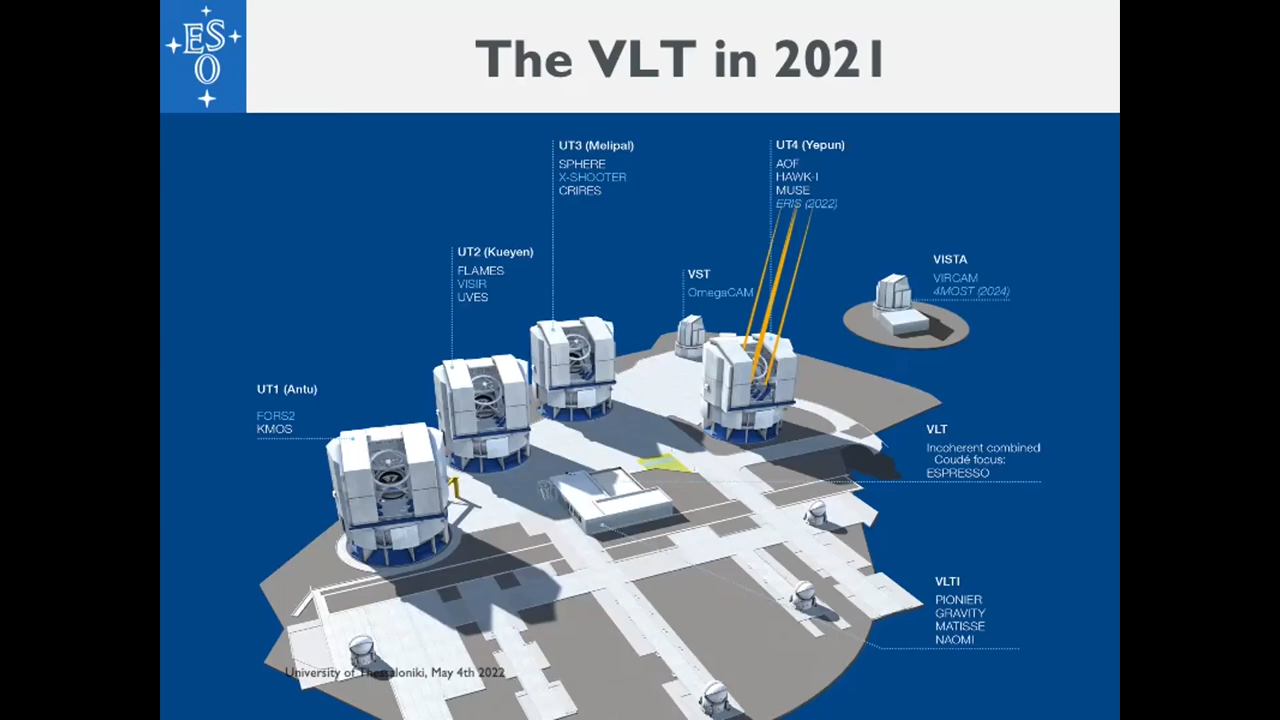 ESO
The VLT in 2021
UT3 (Melipal)
SPHERE
X-SHOOTER
CRIRES
UT4 (Yepun)
AOF
HAWK-I
MUSE
ERIS (2022)
UT2 (Kueyen)
FLAMES
VISIR
UVES
VST
OmegaCAM
VISTA
VIRCAM
4MOST (2024)
UT1 (Antu)
FORS2
KMOS
VLT
Incoherent combined
Coudé focus:
ESPRESSO
VLTI
PIONIER
GRAVITY
MATISSE
NAOMI
University of Thessaloniki, May 4th 2022